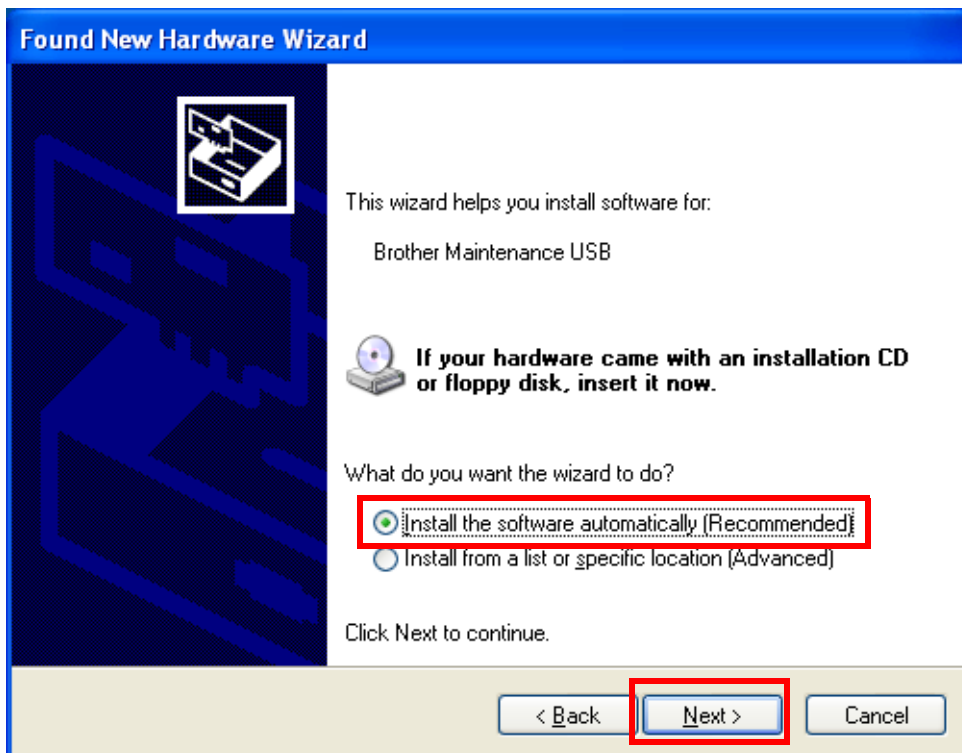 Found New Hardware Wizard
This wizard helps you install software for:
Brother Maintenance USB
If your hardware came with an installation CD
or floppy disk, insert it now.
What do you want the wizard to do?
Install the software automatically (Recommended)
Install from a list or specific location (Advanced)
Click Next to continue.
< Back Next > Cancel